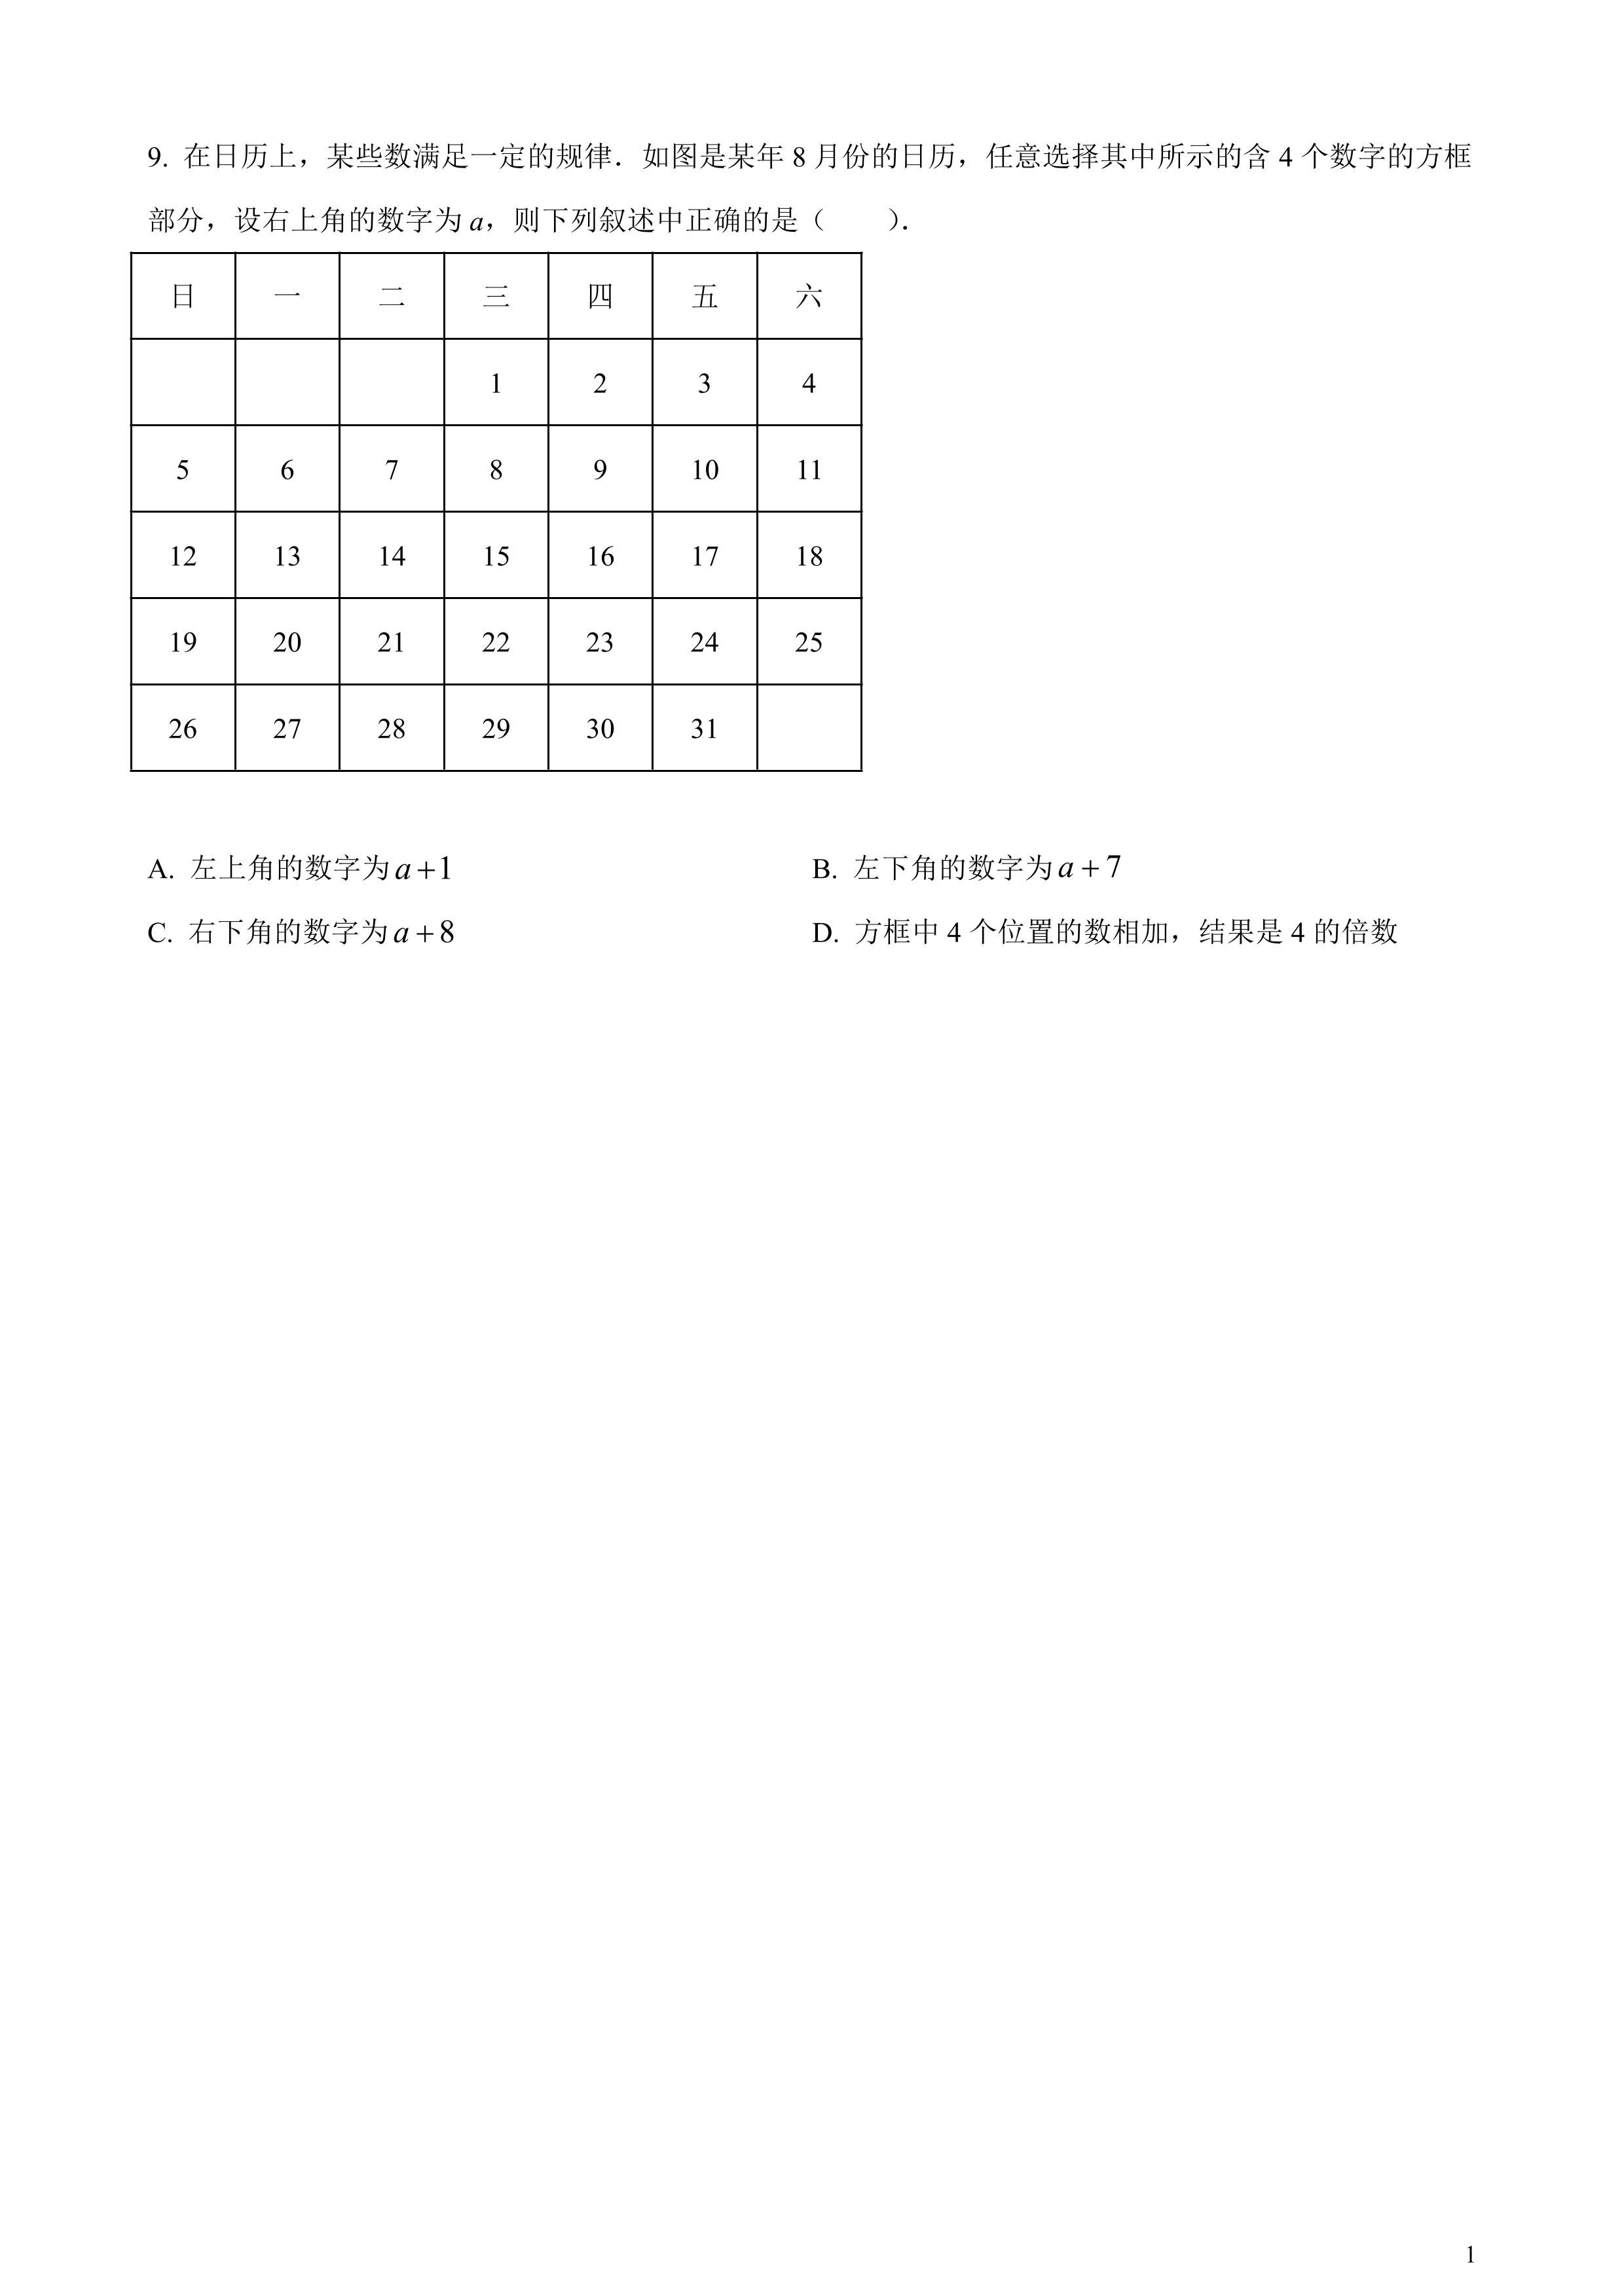 9. 在日历上，某些数满足一定的规律．如图是某年 8 月份的日历，任意选择其中所示的含 4 个数字的方框
部分，设右上角的数字为 a，则下列叙述中正确的是（　　）．
日 一 二 三 四 五 六
1 2 3 4
5 6 7 8 9 10 11
12 13 14 15 16 17 18
19 20 21 22 23 24 25
26 27 28 29 30 31
A. 左上角的数字为 a+1 B. 左下角的数字为 a+7
C. 右下角的数字为 a+8 D. 方框中 4 个位置的数相加，结果是 4 的倍数
1